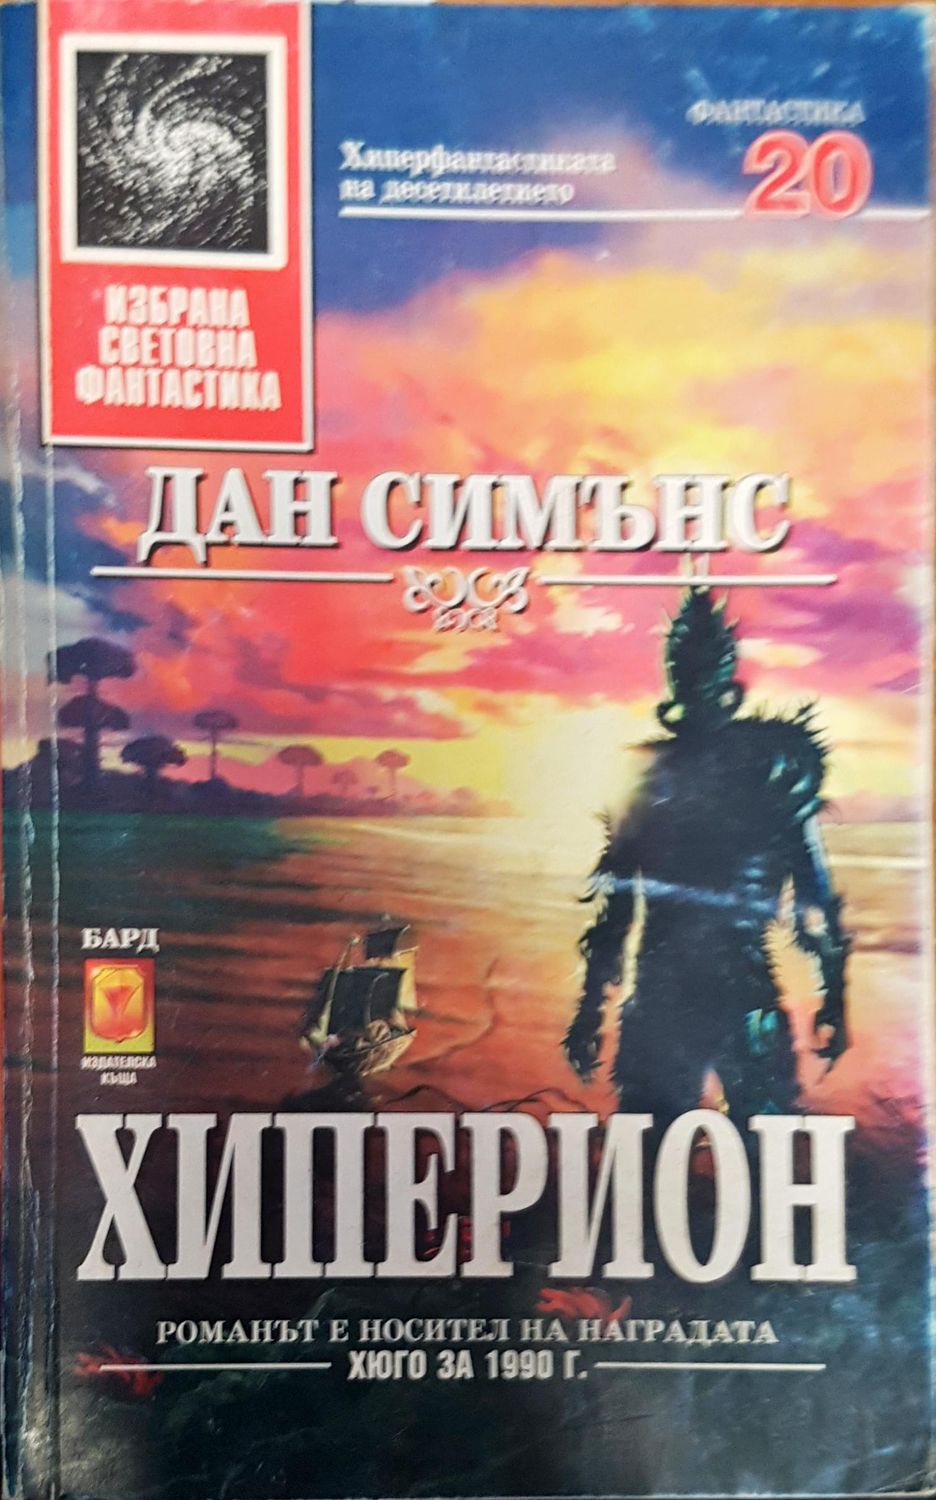 ФАНТАСТИКА
20
Хиперфантастиката
на десетилетието
ИЗБРАНА
СВЕТОВНА
ФАНТАСТИКА
ДАН СИМЪНС
БАРД
ИЗДАТЕЛСКА
КЪЩА
ХИПЕРИОН
РОМАНЪТ Е НОСИТЕЛ НА НАГРАДАТА
ХЮГО ЗА 1990 Г.